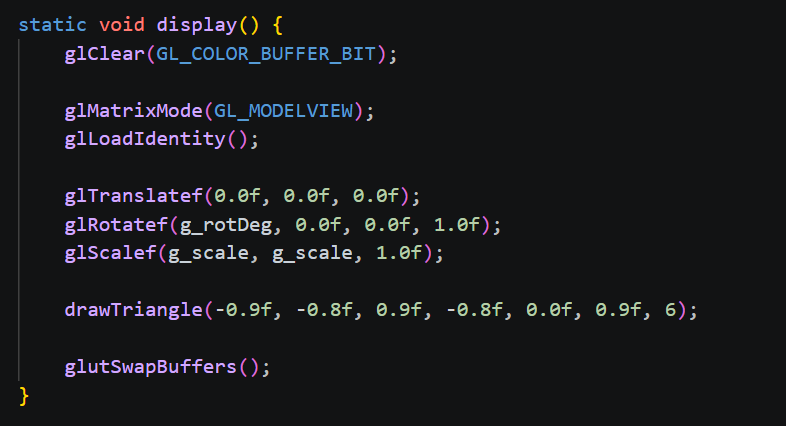 static void display() {
    glClear(GL_COLOR_BUFFER_BIT);
    glMatrixMode(GL_MODELVIEW);
    glLoadIdentity();
    glTranslatef(0.0f, 0.0f, 0.0f);
    glRotatef(g_rotDeg, 0.0f, 0.0f, 1.0f);
    glScalef(g_scale, g_scale, 1.0f);
    drawTriangle(-0.9f, -0.8f, 0.9f, -0.8f, 0.0f, 0.9f, 6);
    glutSwapBuffers();
}